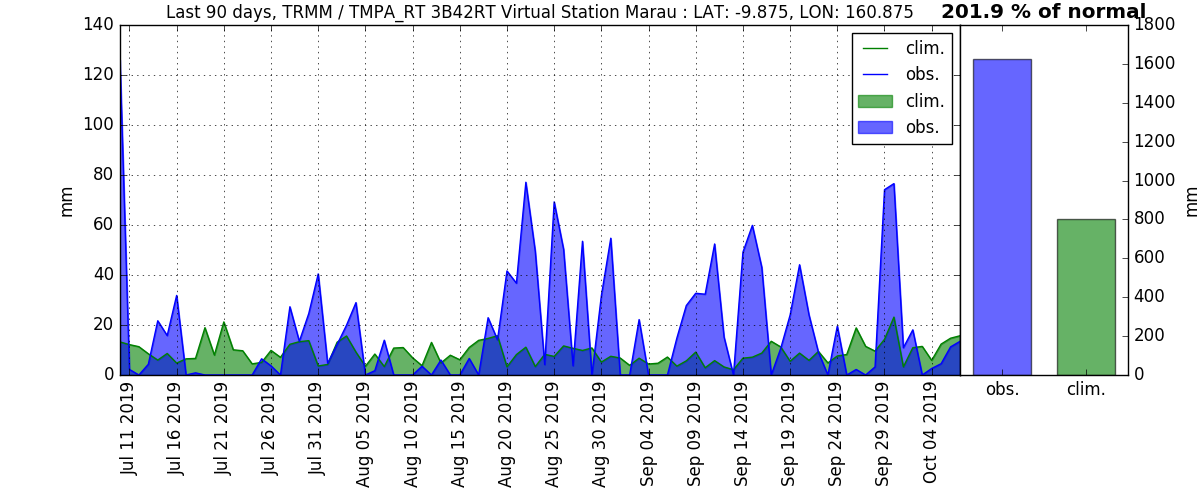 Last 90 days, TRMM / TMPA_RT 3B42RT Virtual Station Marau : LAT: -9.875, LON: 160.875
201.9 % of normal
mm
140
120
100
80
60
40
20
0
clim.
obs.
clim.
obs.
Jul 11 2019
Jul 16 2019
Jul 21 2019
Jul 26 2019
Jul 31 2019
Aug 05 2019
Aug 10 2019
Aug 15 2019
Aug 20 2019
Aug 25 2019
Aug 30 2019
Sep 04 2019
Sep 09 2019
Sep 14 2019
Sep 19 2019
Sep 24 2019
Sep 29 2019
Oct 04 2019
1800
1600
1400
1200
1000
800
600
400
200
0
mm
obs.
clim.